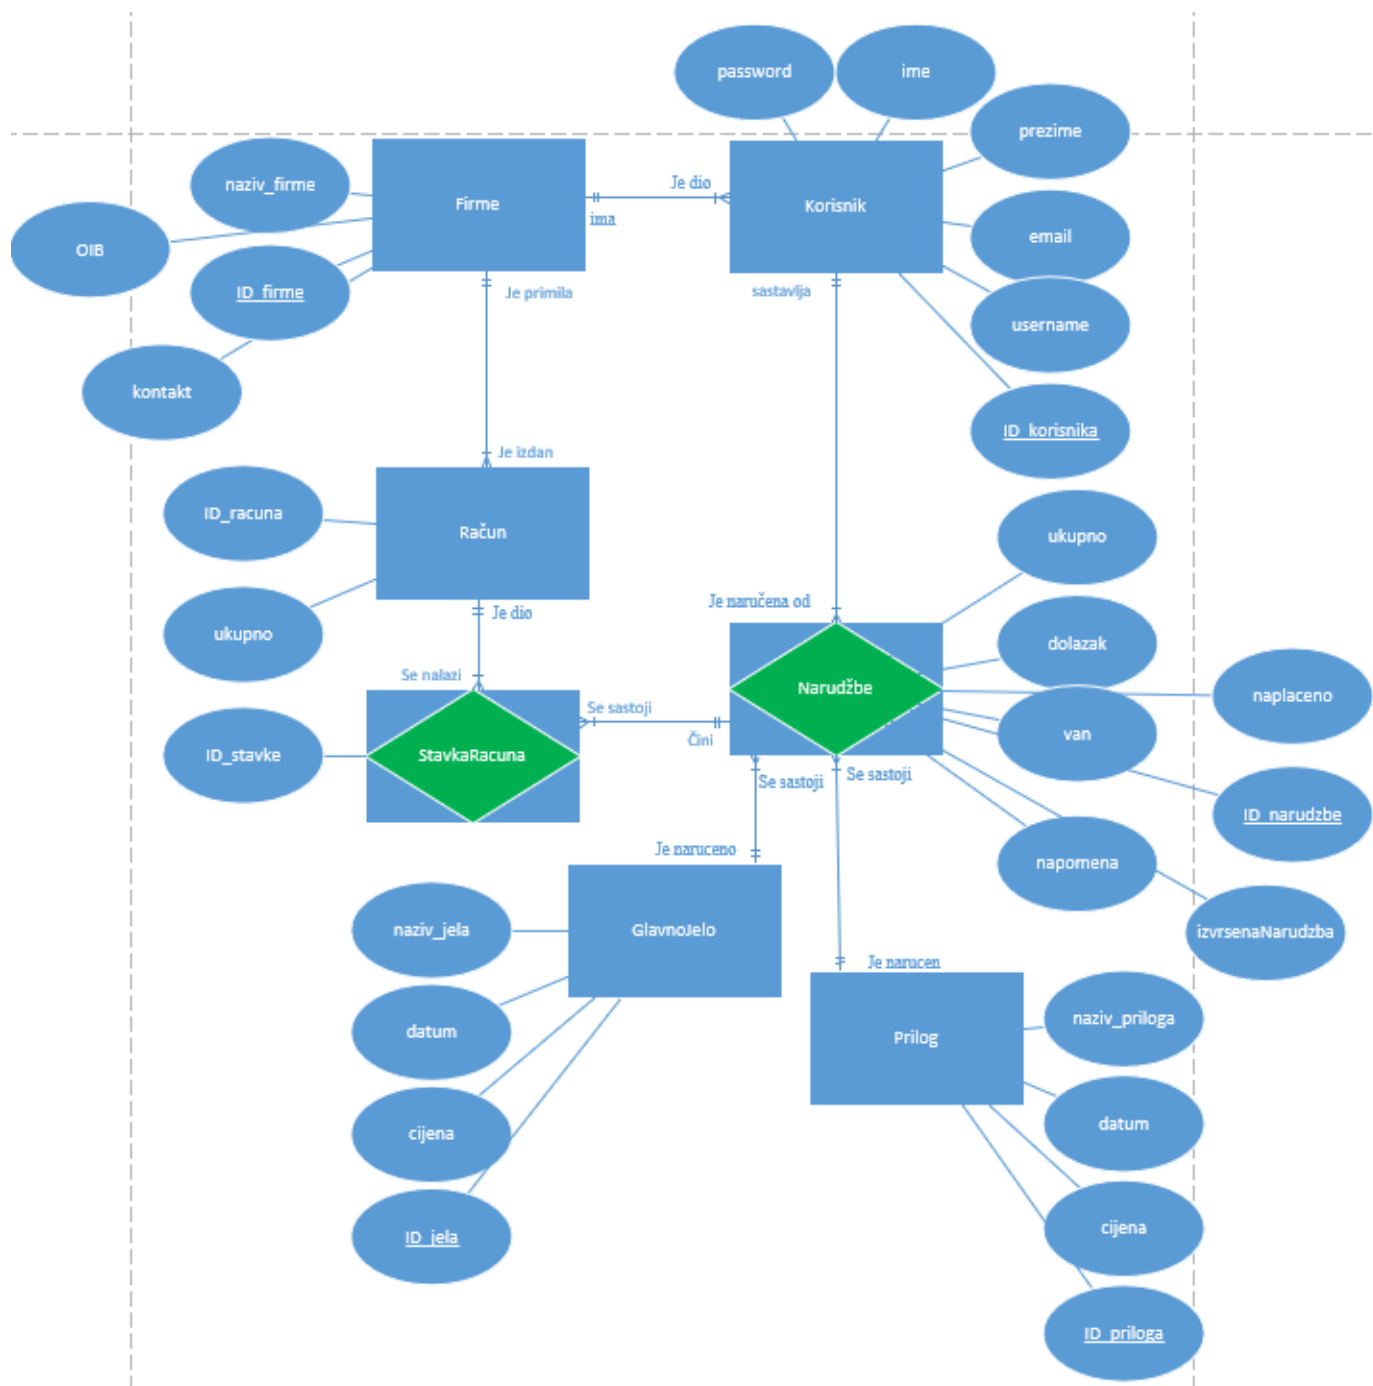 password
ime
prezime
naziv_firme
Firme
Je dio
ima
Korisnik
email
OIB
ID_firme
Je primila
sastavlja
username
kontakt
ID_korisnika
Je izdan
ID_racuna
Račun
ukupno
ukupno
Je dio
Je naručena od
dolazak
Se nalazi
Narudžbe
naplaceno
Se sastoji
Čini
van
ID_stavke
StavkaRacuna
Se sastoji
Se sastoji
ID_narudzbe
Je naruceno
napomena
naziv_jela
GlavnoJelo
izvrsenaNarudzba
Je narucen
datum
Prilog
naziv_priloga
cijena
datum
ID_jela
cijena
ID_priloga